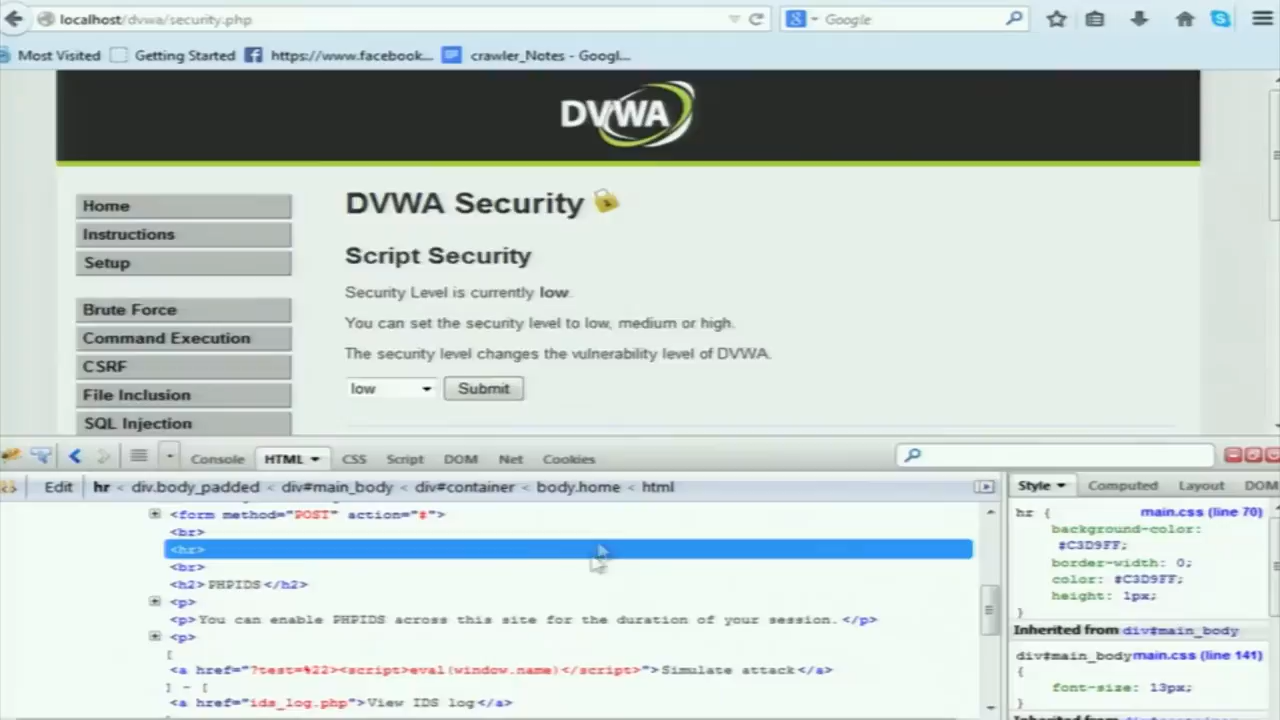 localhost/dvwa/security.php
Google
Most Visited Getting Started https://www.facebook... crawler_Notes - Googl...
DVWA
Home
Instructions
Setup
Brute Force
Command Execution
CSRF
File Inclusion
SQL Injection
DVWA Security
Script Security
Security Level is currently low.
You can set the security level to low, medium or high.
The security level changes the vulnerability level of DVWA.
low Submit
Console HTML CSS Script DOM Net Cookies
Edit hr < div.body_padded < div#main_body < div#container < body.home < html
<form method="POST" action="#">
<br>
<hr>
<br>
<h2>PHPIDS</h2>
<p>
<p>You can enable PHPIDS across this site for the duration of your session.</p>
<p>
[
<a href="?test=%22><script>eval(window.name)</script>">Simulate attack</a>
] - [
<a href="ids_log.php">View IDS log</a>
Style Computed Layout DOM
hr { main.css (line 70)
background-color:
#C3D9FF;
border-width: 0;
color: #C3D9FF;
height: 1px;
}
Inherited from div#main_body
div#main_body main.css (line 141)
{
font-size: 13px;
}